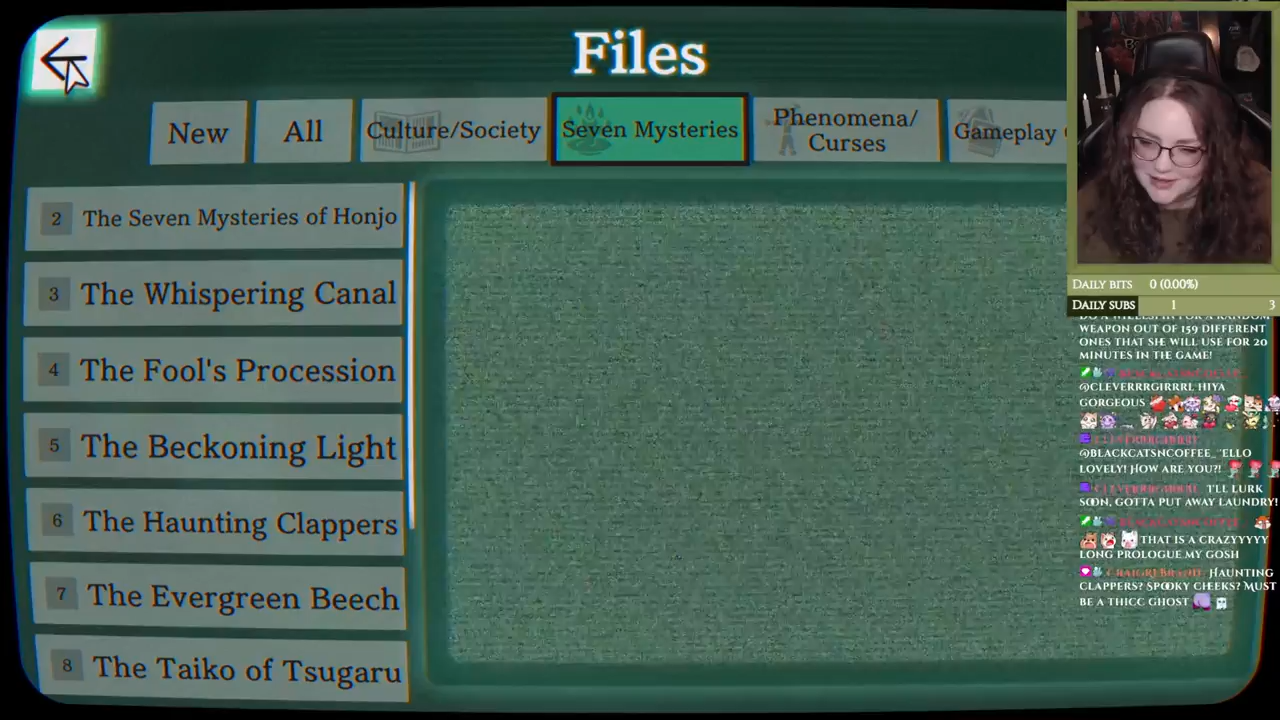 Files
New
All
Culture/Society
Seven Mysteries
Phenomena/
Curses
Gameplay
2 The Seven Mysteries of Honjo
3 The Whispering Canal
4 The Fool's Procession
5 The Beckoning Light
6 The Haunting Clappers
7 The Evergreen Beech
8 The Taiko of Tsugaru
DAILY BITS 0 (0.00%)
DAILY SUBS 1 3
WEAPON OUT OF 159 DIFFERENT
ONES THAT SHE WILL USE FOR 20
MINUTES IN THE GAME!
@CLEVERRRGIRRRL HIYA
GORGEOUS
@BLACKCATSNCOFFEE_ 'ELLO
LOVELY! HOW ARE YOU?!
I'LL LURK
SOON, GOTTA PUT AWAY LAUNDRY!
THAT IS A CRAZYYYYY
LONG PROLOGUE MY GOSH
HAUNTING
CLAPPERS? SPOOKY CHEEKS? MUST
BE A THICC GHOST